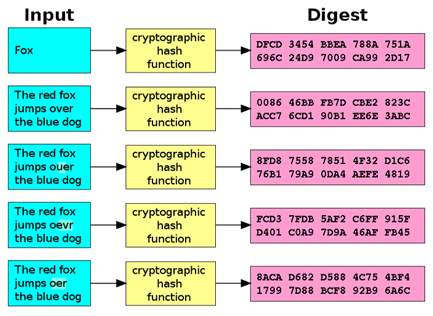 Input
Digest
Fox
cryptographic
hash
function
DFCD 3454 BBEA 788A 751A
696C 24D9 7009 CA99 2D17
The red fox
jumps over
the blue dog
cryptographic
hash
function
0086 46BB FB7D CBE2 823C
ACC7 6CD1 90B1 EE6E 3ABC
The red fox
jumps ouer
the blue dog
cryptographic
hash
function
8FD8 7558 7851 4F32 D1C6
76B1 79A9 0DA4 AEFE 4819
The red fox
jumps oevr
the blue dog
cryptographic
hash
function
FCD3 7FDB 5AF2 C6FF 915F
D401 C0A9 7D9A 46AF FB45
The red fox
jumps oer
the blue dog
cryptographic
hash
function
8ACA D682 D588 4C75 4BF4
1799 7D88 BCF8 92B9 6A6C